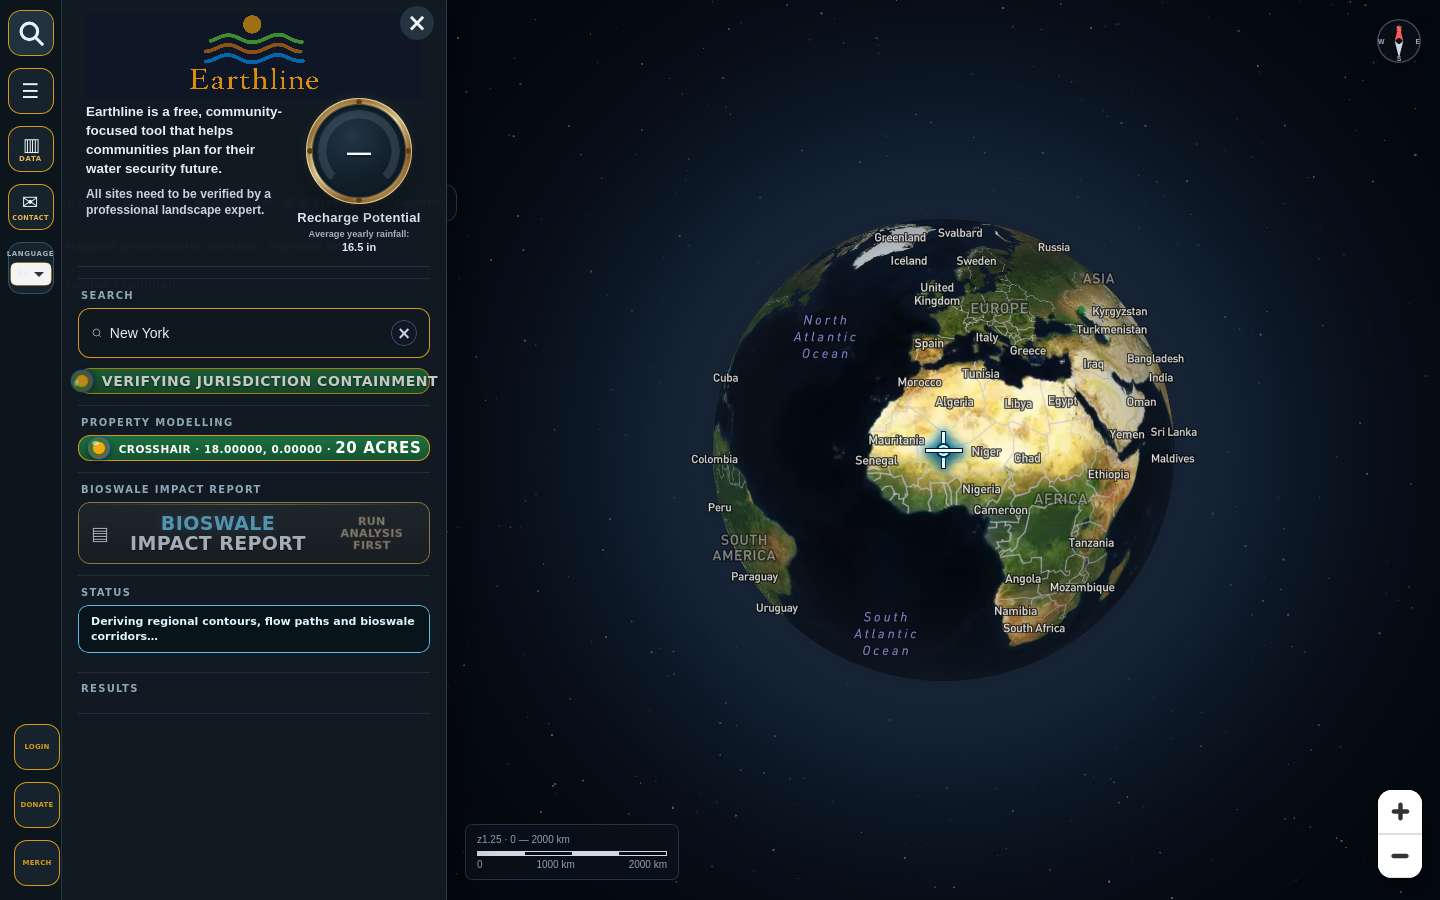 Earthline
Earthline is a free, community-
focused tool that helps
communities plan for their
water security future.
All sites need to be verified by a
professional landscape expert.
—
Recharge Potential
Average yearly rainfall:
16.5 in
DATA
CONTACT
LANGUAGE
SEARCH
New York
VERIFYING JURISDICTION CONTAINMENT
PROPERTY MODELLING
CROSSHAIR · 18.00000, 0.00000 · 20 ACRES
BIOSWALE IMPACT REPORT
BIOSWALE
IMPACT REPORT
RUN
ANALYSIS
FIRST
STATUS
Deriving regional contours, flow paths and bioswale
corridors...
RESULTS
LOGIN
DONATE
MERCH
Greenland
Svalbard
Russia
Iceland
Sweden
ASIA
United
Kingdom
EUROPE
Kyrgyzstan
Turkmenistan
North
Atlantic
Ocean
Spain
Italy
Greece
Iraq
Bangladesh
India
Cuba
Morocco
Tunisia
Algeria
Libya
Egypt
Oman
Mauritania
Niger
Chad
Yemen
Sri Lanka
Colombia
Senegal
Maldives
Ethiopia
Nigeria
AFRICA
Peru
Cameroon
SOUTH
AMERICA
Tanzania
Paraguay
Angola
Mozambique
Uruguay
Namibia
South Africa
South
Atlantic
Ocean
N
W
E
S
z1.25 · 0 — 2000 km
0
1000 km
2000 km